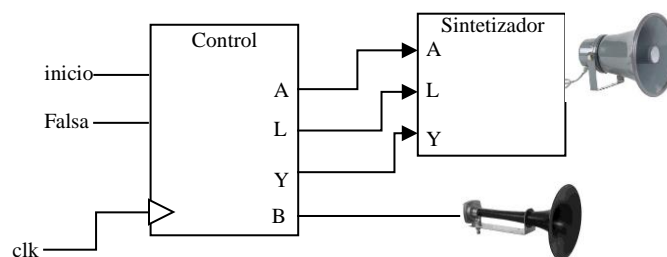 Control
inicio
Falsa
clk
A
L
Y
B
Sintetizador
A
L
Y